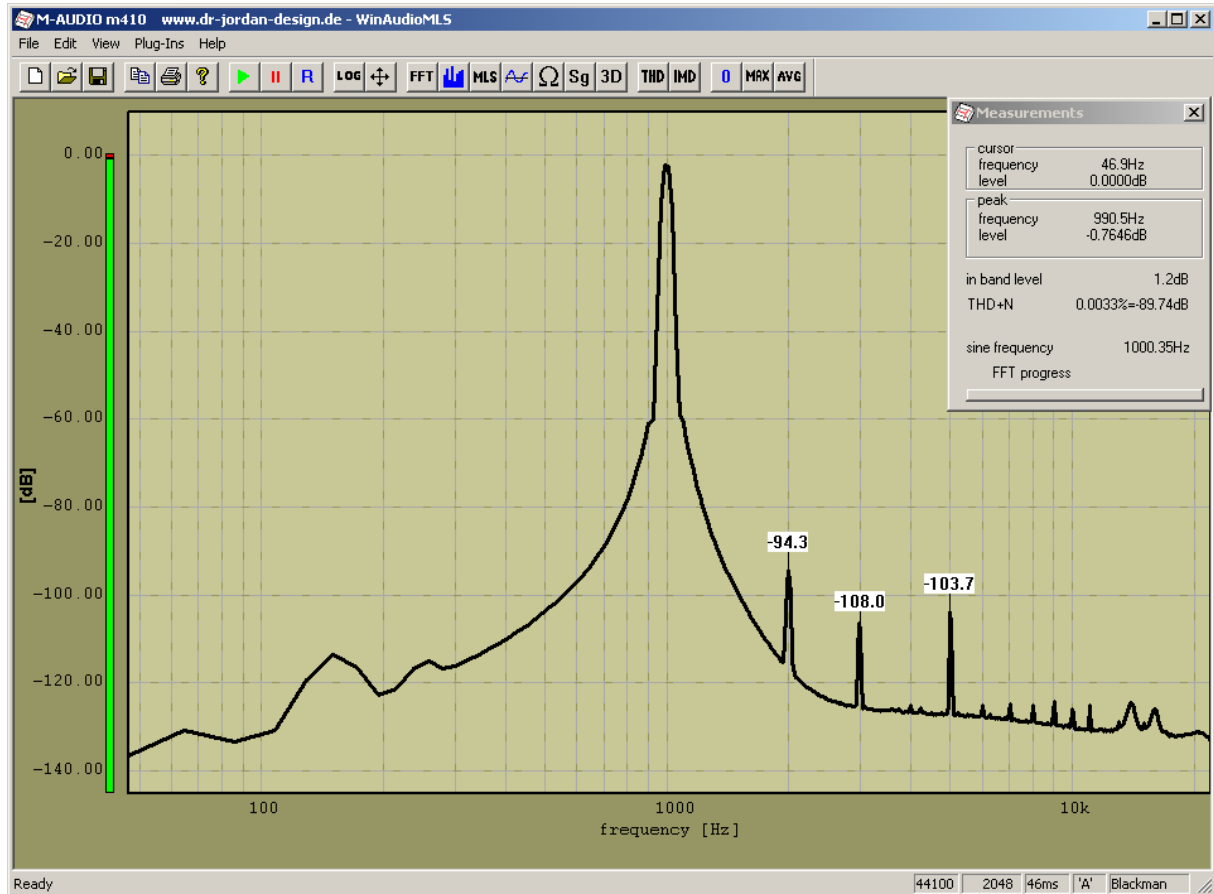 M-AUDIO m410 www.dr-jordan-design.de - WinAudioMLS
File Edit View Plug-Ins Help
R LOG FFT MLS Ω Sg 3D THD IMD 0 MAX AVG
Measurements
cursor
frequency 46.9Hz
level 0.0000dB
peak
frequency 990.5Hz
level -0.7646dB
in band level 1.2dB
THD+N 0.0033%=-89.74dB
sine frequency 1000.35Hz
FFT progress
0.00
-20.00
-40.00
-60.00
-80.00
-100.00
-120.00
-140.00
[dB]
-94.3
-108.0
-103.7
100 1000 10k
frequency [Hz]
Ready 44100 2048 46ms 'A' Blackman